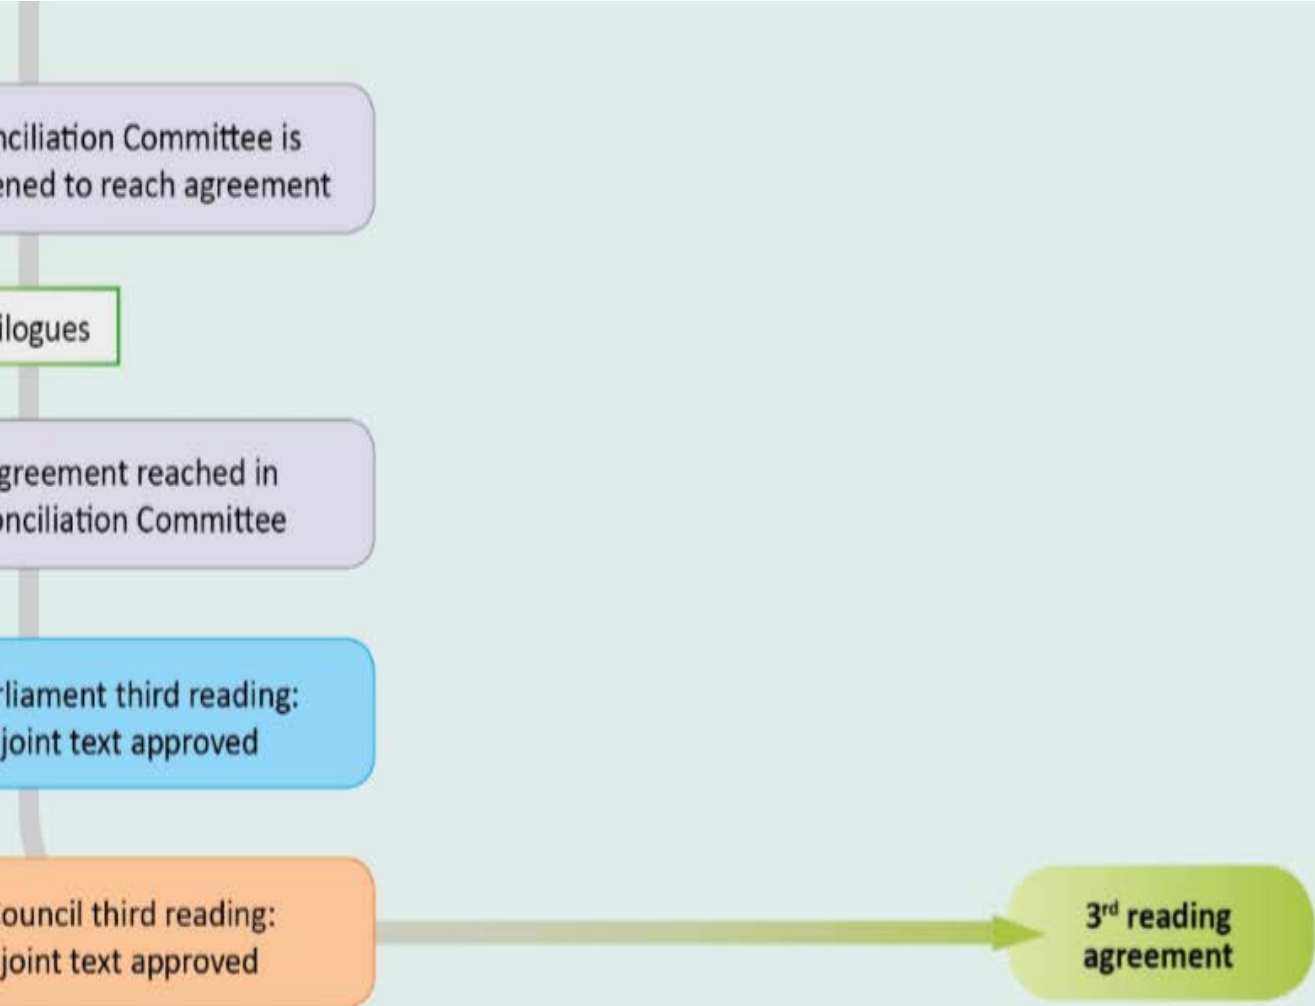 nciliation Committee is
ened to reach agreement
ilogues
greement reached in
onciliation Committee
rliament third reading:
joint text approved
ouncil third reading:
joint text approved
3rd reading
agreement